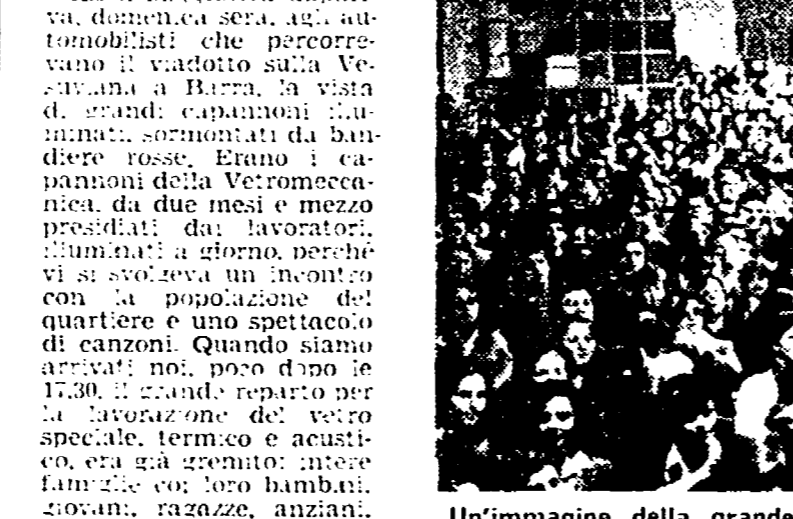 va, domenica sera, agli au-
tomobilisti che percorre-
vano il viadotto sulla Ve-
suviana a Barra, la vista
di grandi capannoni illu-
minati, sormontati da ban-
diere rosse. Erano i ca-
pannoni della Vetromecca-
nica, da due mesi e mezzo
presidiati dai lavoratori,
illuminati a giorno, perché
vi si svolgeva un incontro
con la popolazione del
quartiere e uno spettacolo
di canzoni. Quando siamo
arrivati noi, poco dopo le
17.30, il grande reparto per
la lavorazione del vetro
speciale, termico e acusti-
co, era già gremito: intere
famiglie coi loro bambini,
giovani, ragazze, anziani,
Un'immagine della grande